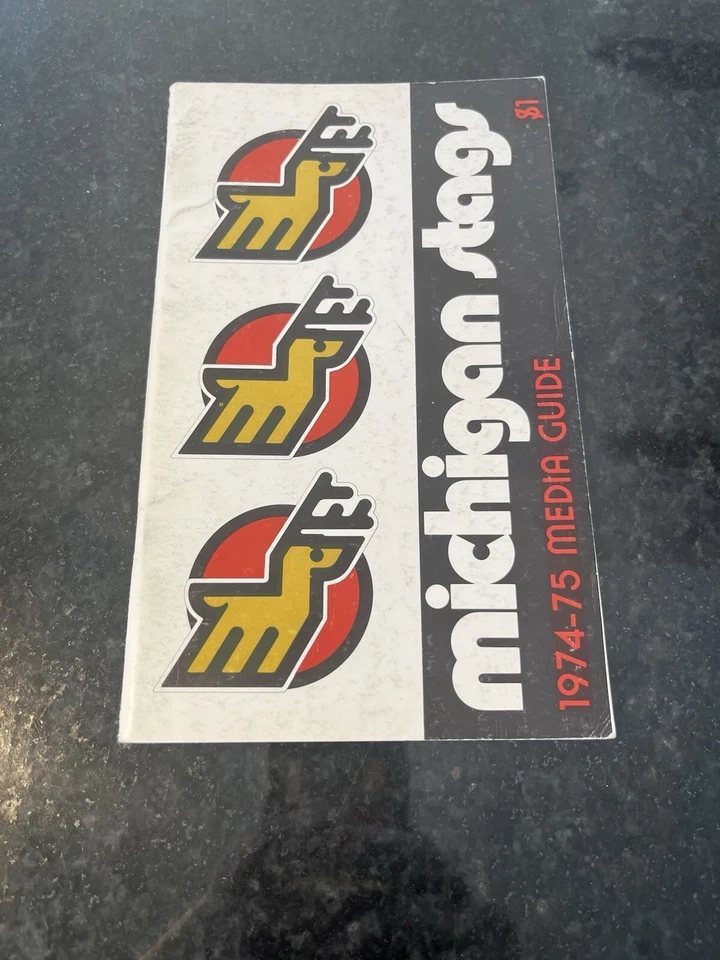 michigan stags
1974-75 MEDIA GUIDE
$1